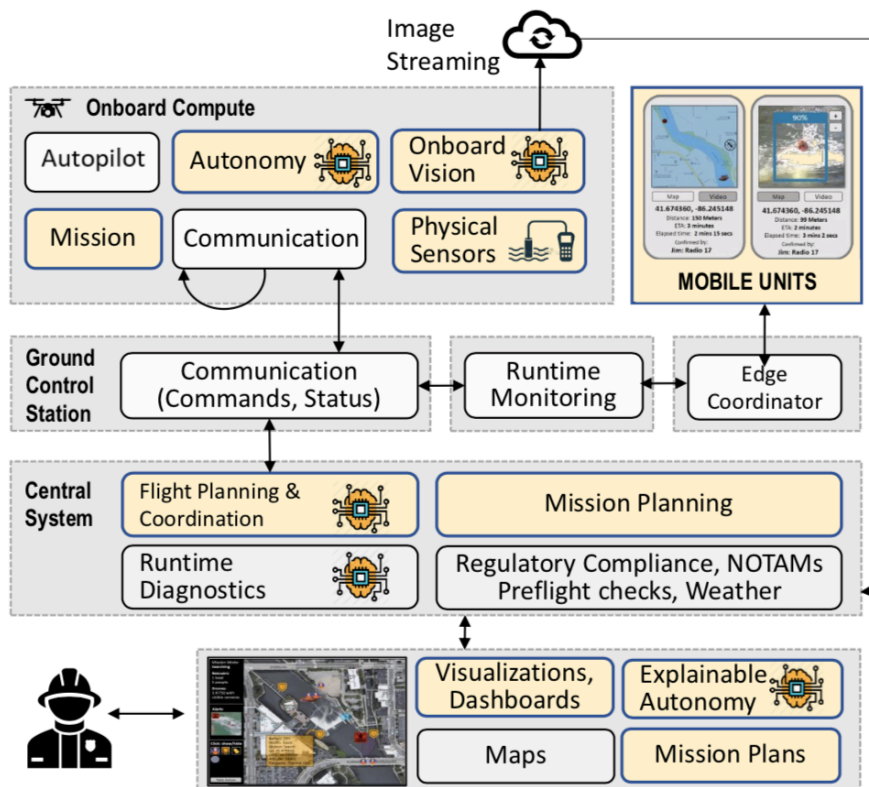 Image
Streaming
Onboard Compute
Autopilot
Autonomy
Onboard
Vision
Mission
Communication
Physical
Sensors
90%
+
-
Map
Video
Map
Video
41.674360, -86.245148
Distance: 150 Meters
ETA: 3 minutes
Elapsed time: 2 mins 15 secs
Confirmed by:
Jim: Radio 17
41.674360, -86.245148
Distance: 99 Meters
ETA: 2 minutes
Elapsed time: 3 mins 2 secs
Confirmed by:
Jim: Radio 17
MOBILE UNITS
Ground
Control
Station
Communication
(Commands, Status)
Runtime
Monitoring
Edge
Coordinator
Central
System
Flight Planning &
Coordination
Mission Planning
Runtime
Diagnostics
Regulatory Compliance, NOTAMs
Preflight checks, Weather
Visualizations,
Dashboards
Explainable
Autonomy
Maps
Mission Plans